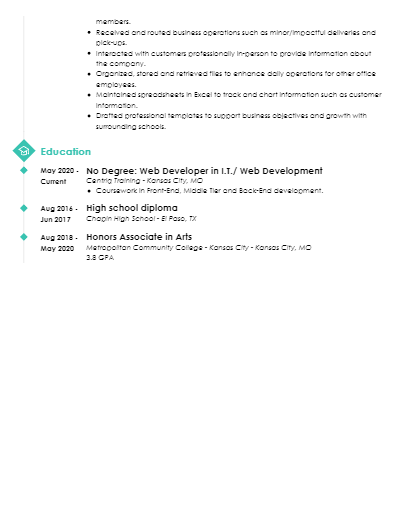 members.
Received and routed business operations such as minor/impactful deliveries and
pick-ups.
Interacted with customers professionally in-person to provide information about
the company.
Organized, stored and retrieved files to enhance daily operations for other office
employees.
Maintained spreadsheets in Excel to track and chart information such as customer
information.
Drafted professional templates to support business objectives and growth with
surrounding schools.
Education
May 2020 - No Degree: Web Developer in I.T./ Web Development
Current Centriq Training - Kansas City, MO
Coursework in Front-End, Middle Tier and Back-End development.
Aug 2016 - High school diploma
Jun 2017 Chapin High School - El Paso, TX
Aug 2018 - Honors Associate in Arts
May 2020 Metropolitan Community College - Kansas City - Kansas City, MO
3.8 GPA